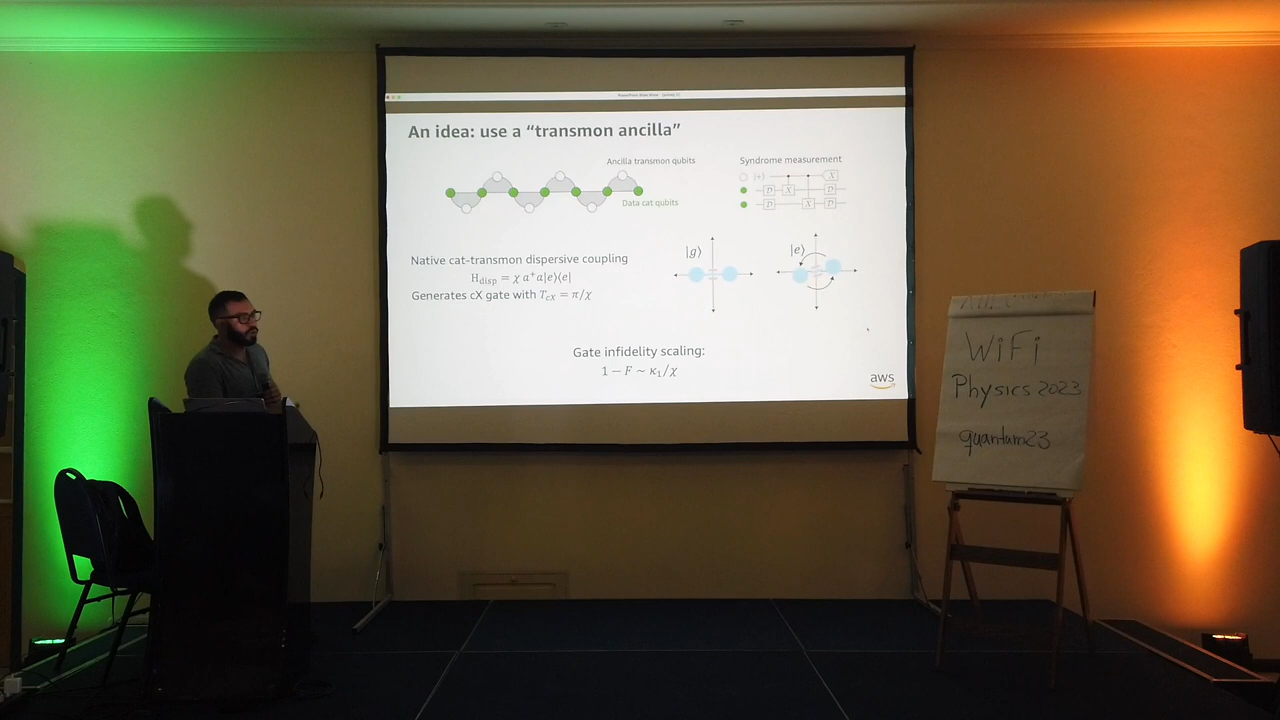 An idea: use a “transmon ancilla”
Ancilla transmon qubits
Data cat qubits
Syndrome measurement
|+⟩ X
D X D
D X D
Native cat-transmon dispersive coupling
H_disp = χ a⁺a|e⟩⟨e|
Generates cX gate with T_cX = π/χ
|g⟩
|e⟩
Gate infidelity scaling:
1 − F ~ κ₁/χ
aws
WiFi
Physics 2023
quantum23